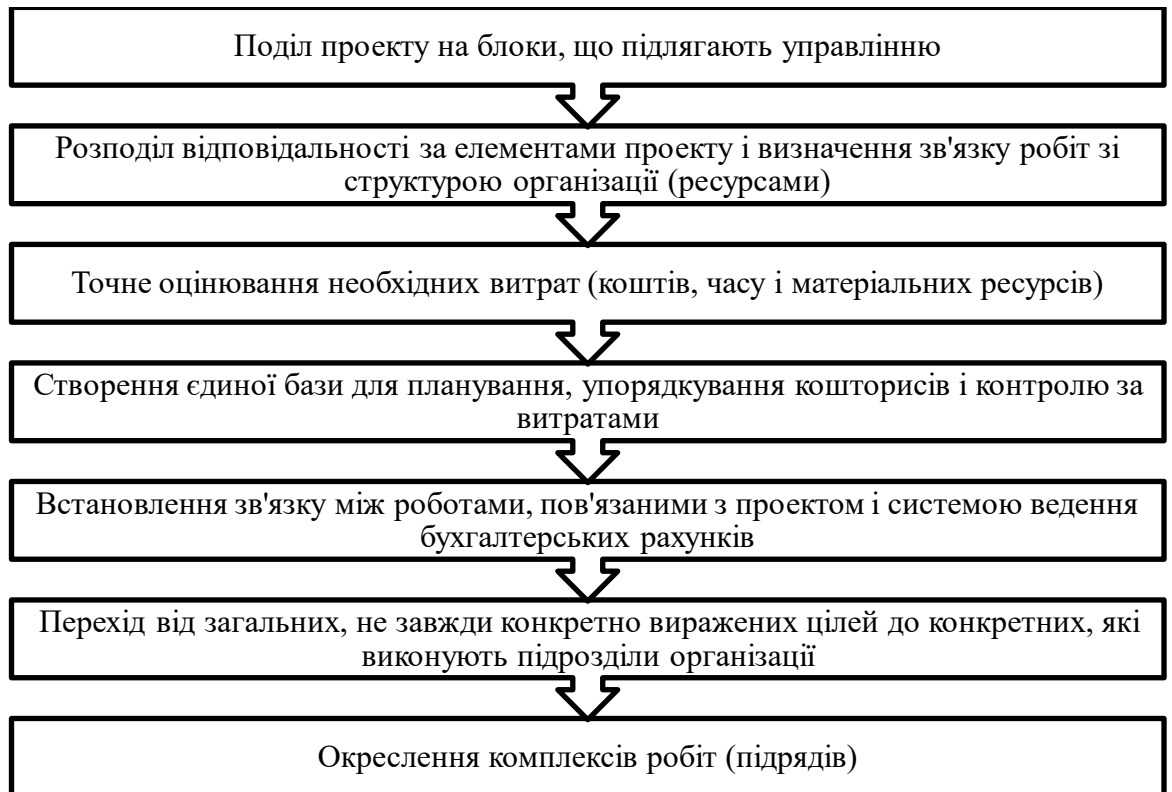 Поділ проекту на блоки, що підлягають управлінню
Розподіл відповідальності за елементами проекту і визначення зв'язку робіт зі
структурою організації (ресурсами)
Точне оцінювання необхідних витрат (коштів, часу і матеріальних ресурсів)
Створення єдиної бази для планування, упорядкування кошторисів і контролю за
витратами
Встановлення зв'язку між роботами, пов'язаними з проектом і системою ведення
бухгалтерських рахунків
Перехід від загальних, не завжди конкретно виражених цілей до конкретних, які
виконують підрозділи організації
Окреслення комплексів робіт (підрядів)